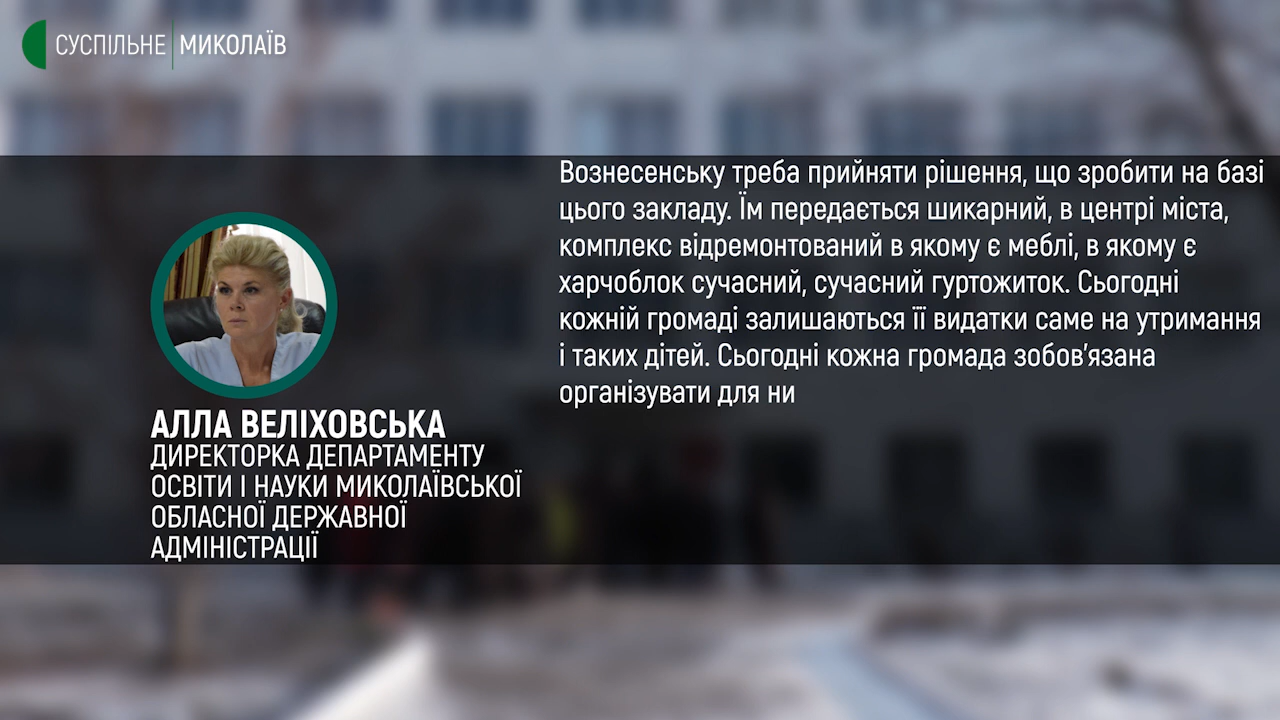 СУСПІЛЬНЕ МИКОЛАЇВ
Вознесенську треба прийняти рішення, що зробити на базі
цього закладу. Їм передається шикарний, в центрі міста,
комплекс відремонтований в якому є меблі, в якому є
харчоблок сучасний, сучасний гуртожиток. Сьогодні
кожній громаді залишаються її видатки саме на утримання
і таких дітей. Сьогодні кожна громада зобов'язана
організувати для ни
АЛЛА ВЕЛІХОВСЬКА
ДИРЕКТОРКА ДЕПАРТАМЕНТУ
ОСВІТИ І НАУКИ МИКОЛАЇВСЬКОЇ
ОБЛАСНОЇ ДЕРЖАВНОЇ
АДМІНІСТРАЦІЇ